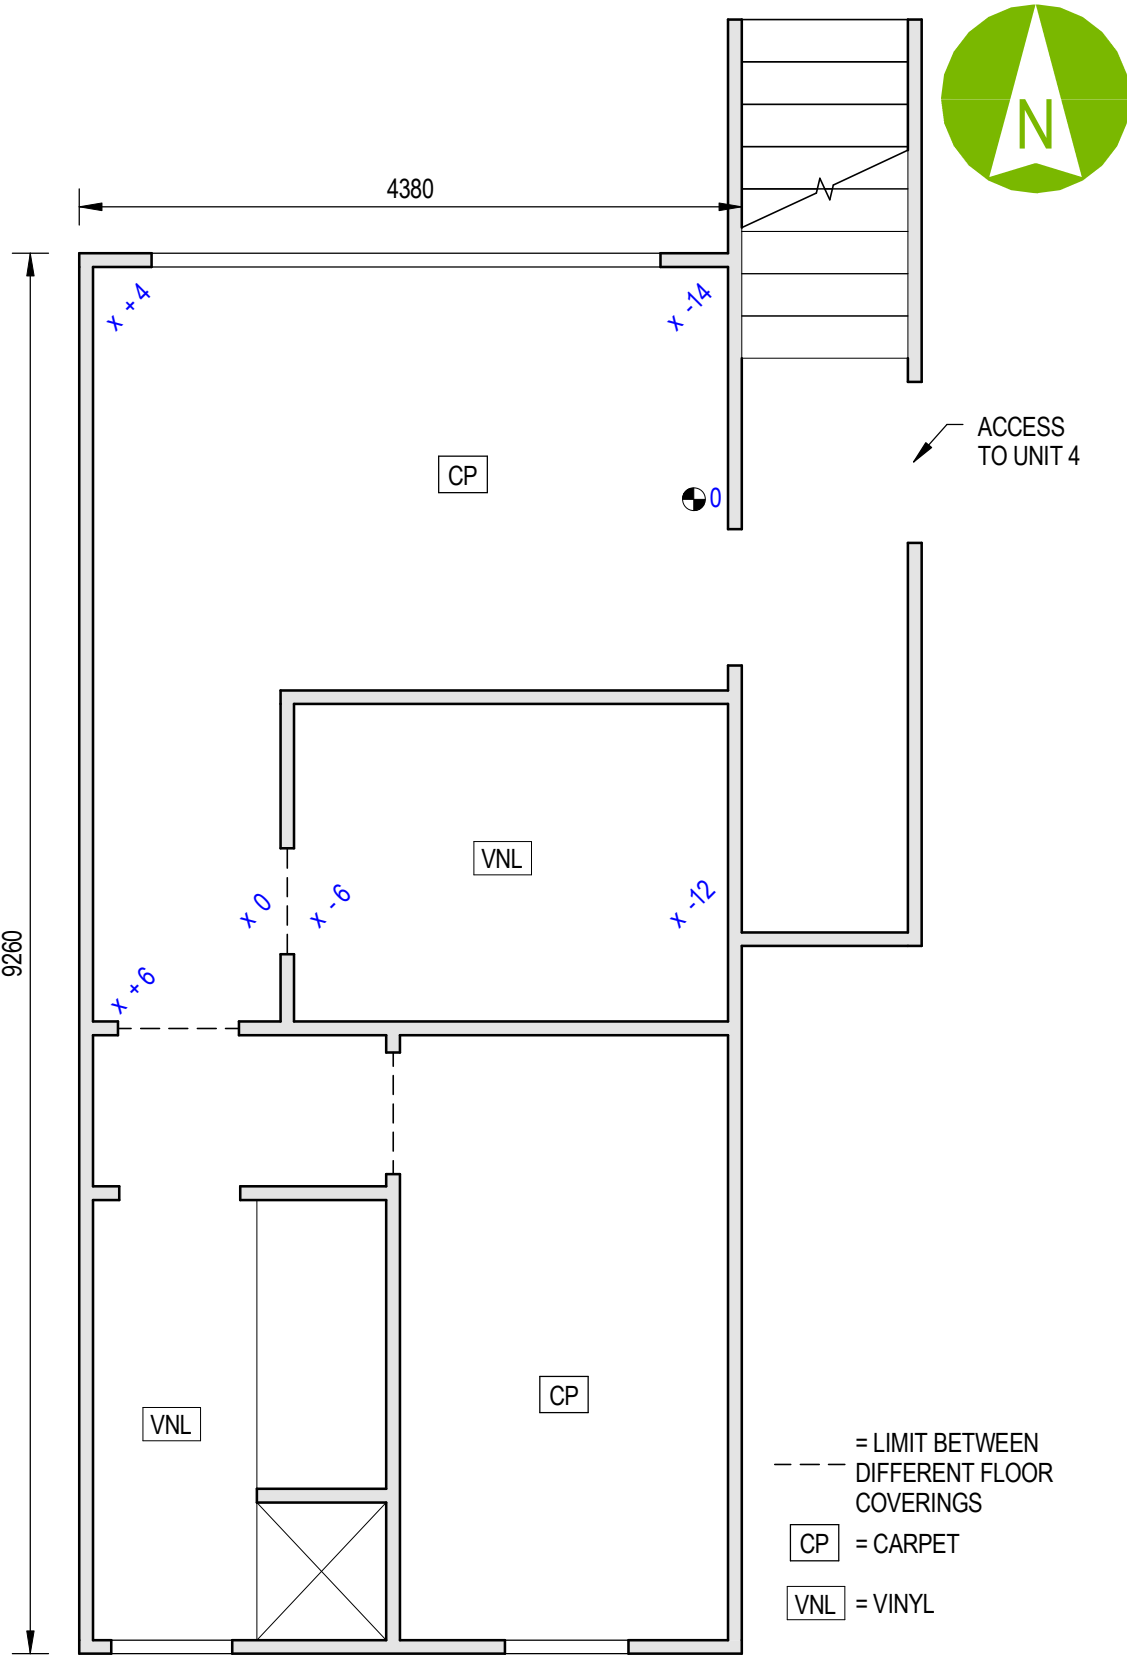 N
4380
x +4
x -14
ACCESS
TO UNIT 4
CP
0
VNL
x 0
x -6
x -12
9260
x +6
CP
VNL
= LIMIT BETWEEN
DIFFERENT FLOOR
COVERINGS
CP = CARPET
VNL = VINYL